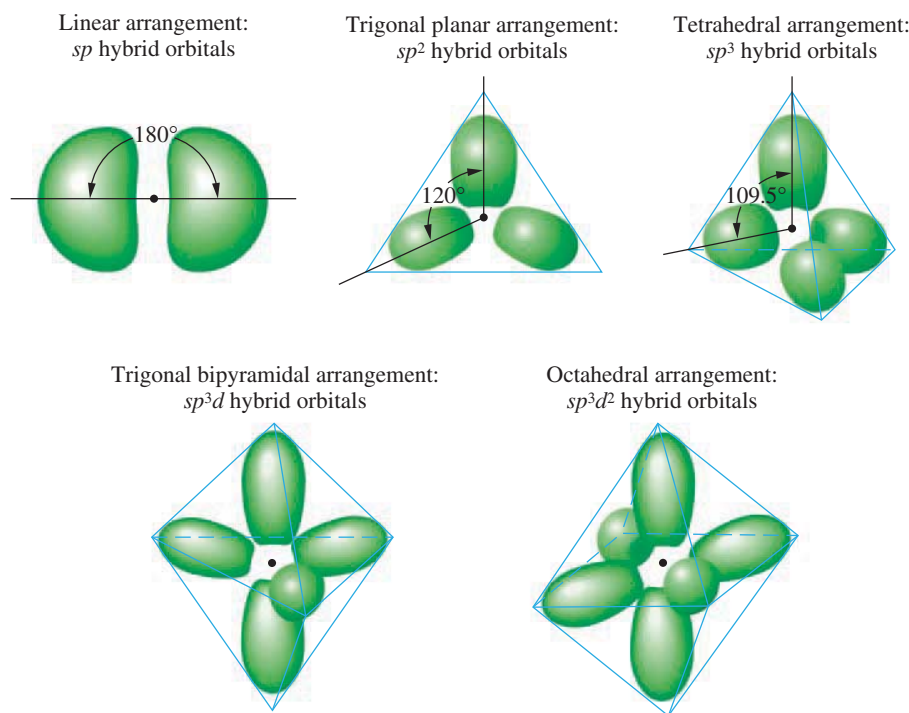 Linear arrangement:
sp hybrid orbitals
180°
Trigonal planar arrangement:
sp² hybrid orbitals
120°
Tetrahedral arrangement:
sp³ hybrid orbitals
109.5°
Trigonal bipyramidal arrangement:
sp³d hybrid orbitals
Octahedral arrangement:
sp³d² hybrid orbitals